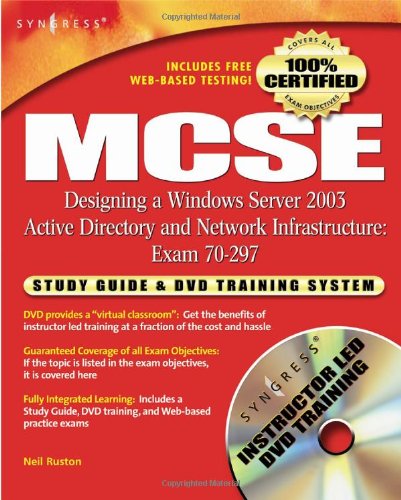 Copyrighted Material
SYNGRESS®
INCLUDES FREE
WEB-BASED TESTING!
COVERS ALL
100%
CERTIFIED
EXAM OBJECTIVES
MCSE
Designing a Windows Server 2003
Active Directory and Network Infrastructure:
Exam 70-297
STUDY GUIDE & DVD TRAINING SYSTEM
DVD provides a "virtual classroom": Get the benefits of
instructor led training at a fraction of the cost and hassle
Guaranteed Coverage of all Exam Objectives:
If the topic is listed in the exam objectives,
it is covered here
Fully Integrated Learning: Includes a
Study Guide, DVD training, and Web-based
practice exams
Neil Ruston
SYNGRESS®
INSTRUCTOR LED
DVD TRAINING
Copyrighted Material